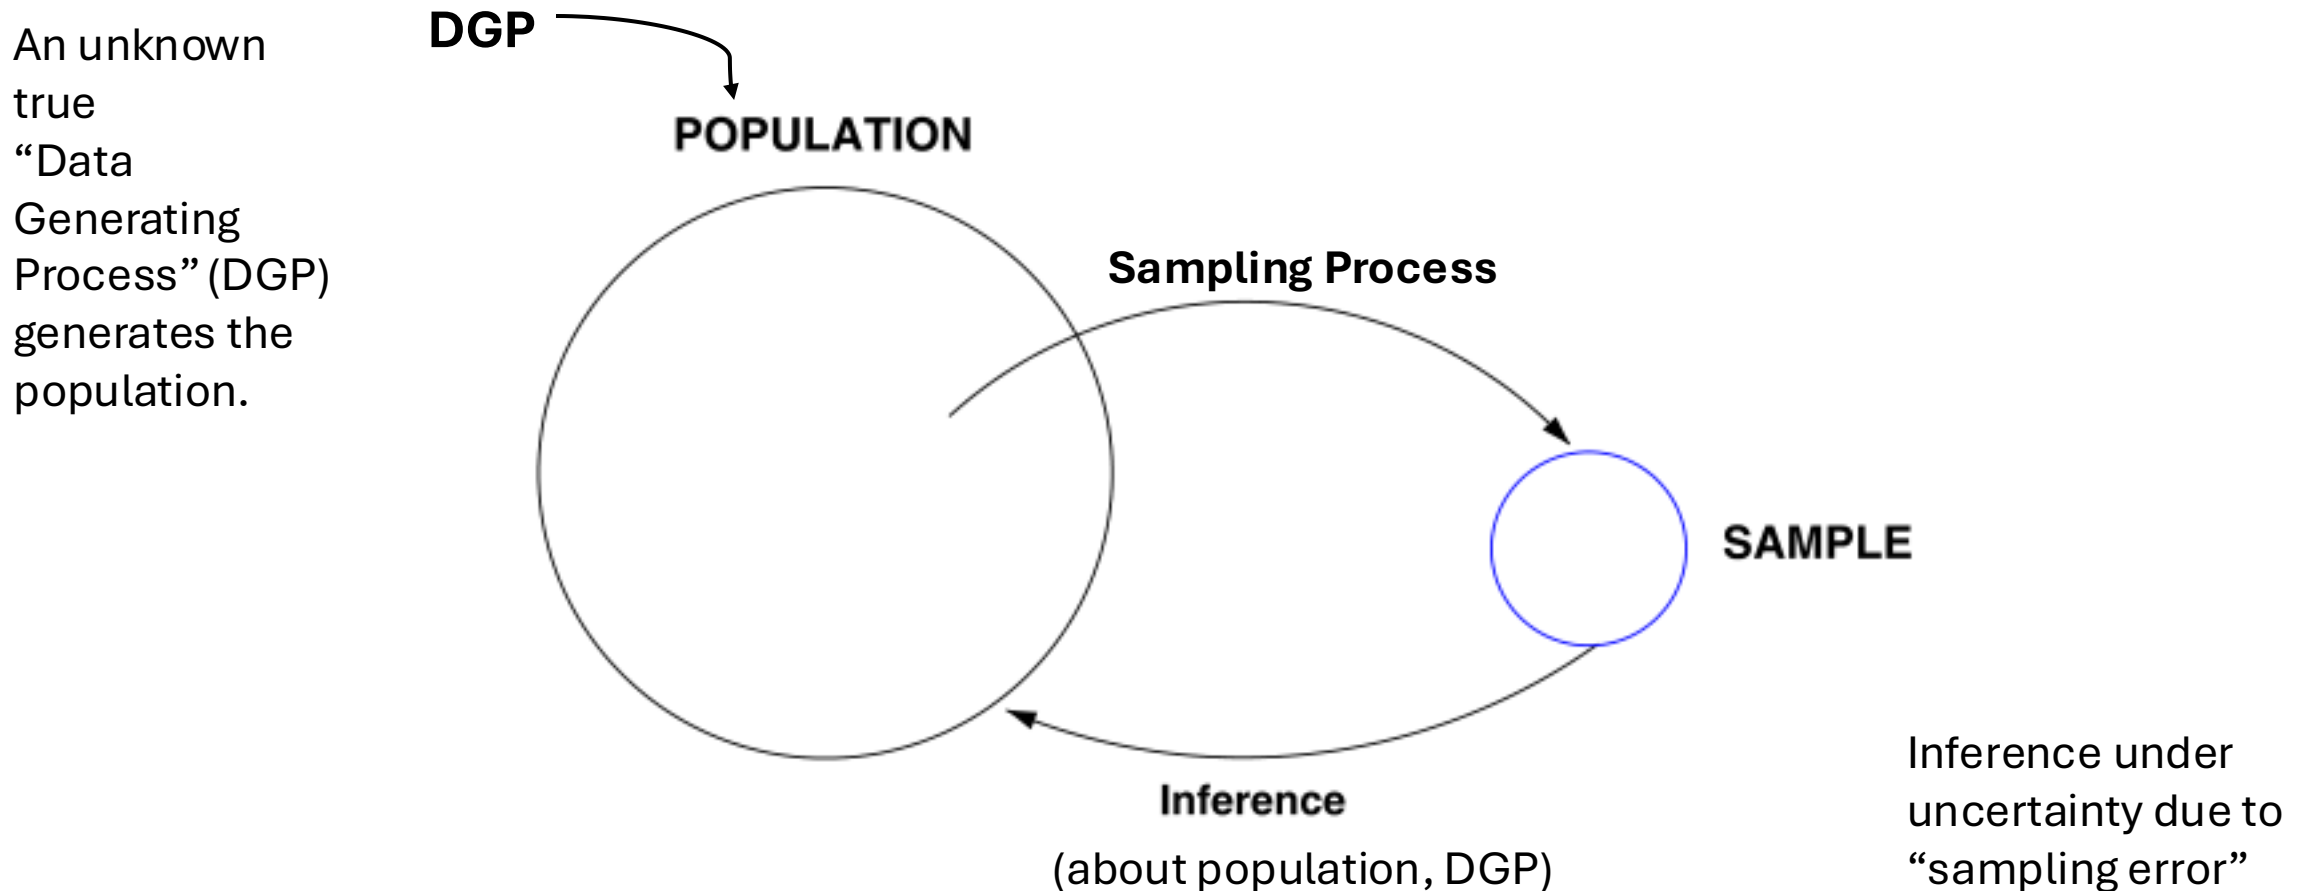 An unknown
true
“Data
Generating
Process” (DGP)
generates the
population.
DGP
POPULATION
Sampling Process
SAMPLE
Inference
(about population, DGP)
Inference under
uncertainty due to
“sampling error”